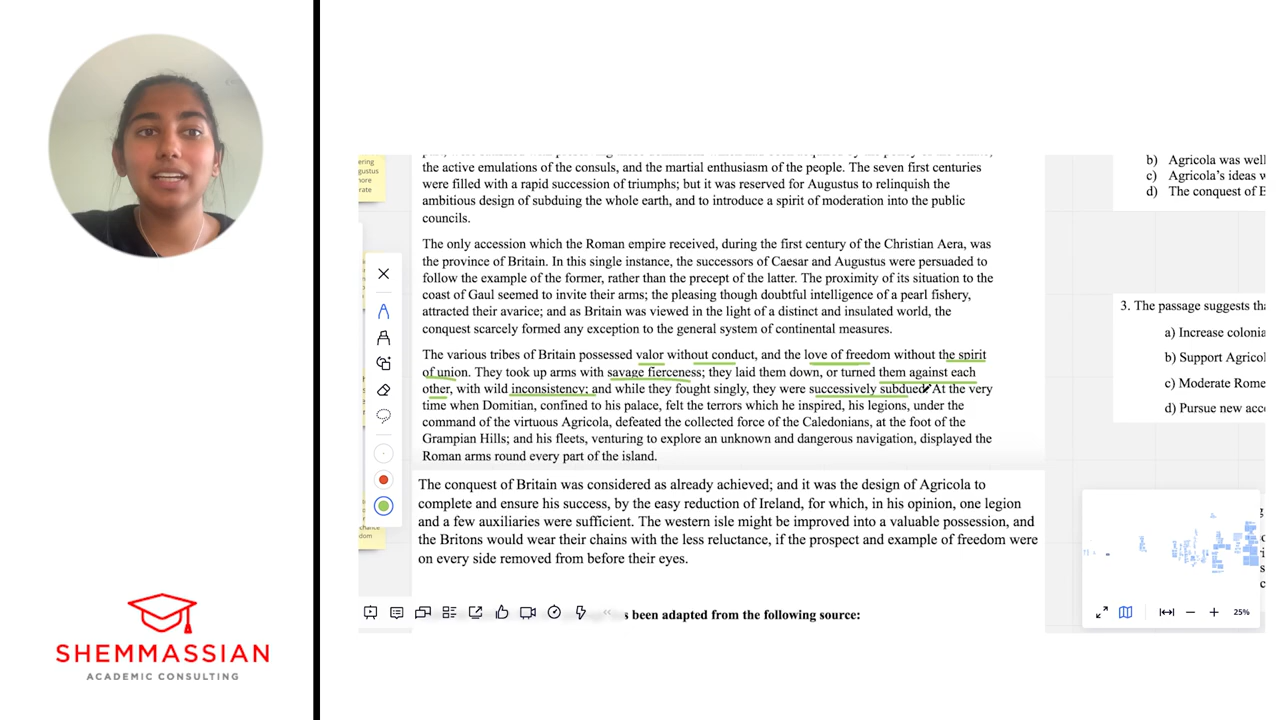 ering
gustus
nore
rate
the active emulations of the consuls, and the martial enthusiasm of the people. The seven first centuries
were filled with a rapid succession of triumphs; but it was reserved for Augustus to relinquish the
ambitious design of subduing the whole earth, and to introduce a spirit of moderation into the public
councils.
The only accession which the Roman empire received, during the first century of the Christian Aera, was
the province of Britain. In this single instance, the successors of Caesar and Augustus were persuaded to
follow the example of the former, rather than the precept of the latter. The proximity of its situation to the
coast of Gaul seemed to invite their arms; the pleasing though doubtful intelligence of a pearl fishery,
attracted their avarice; and as Britain was viewed in the light of a distinct and insulated world, the
conquest scarcely formed any exception to the general system of continental measures.
The various tribes of Britain possessed valor without conduct, and the love of freedom without the spirit
of union. They took up arms with savage fierceness; they laid them down, or turned them against each
other, with wild inconsistency; and while they fought singly, they were successively subdued. At the very
time when Domitian, confined to his palace, felt the terrors which he inspired, his legions, under the
command of the virtuous Agricola, defeated the collected force of the Caledonians, at the foot of the
Grampian Hills; and his fleets, venturing to explore an unknown and dangerous navigation, displayed the
Roman arms round every part of the island.
The conquest of Britain was considered as already achieved; and it was the design of Agricola to
complete and ensure his success, by the easy reduction of Ireland, for which, in his opinion, one legion
and a few auxiliaries were sufficient. The western isle might be improved into a valuable possession, and
the Britons would wear their chains with the less reluctance, if the prospect and example of freedom were
on every side removed from before their eyes.
s been adapted from the following source:
chance
dom
b) Agricola was well
c) Agricola's ideas w
d) The conquest of B
3. The passage suggests tha
a) Increase colonia
b) Support Agricol
c) Moderate Rome
d) Pursue new acc
25%
SHEMMASSIAN
ACADEMIC CONSULTING